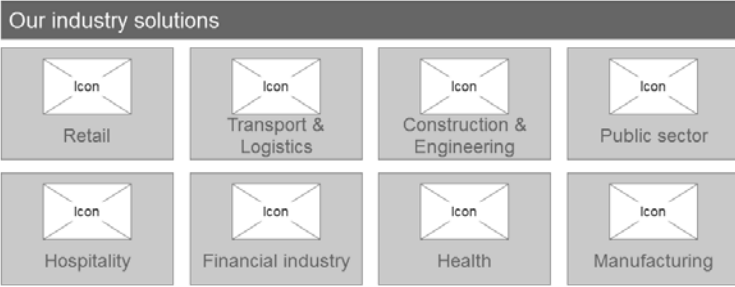 Our industry solutions
Icon
Icon
Icon
Icon
Retail
Transport &
Logistics
Construction &
Engineering
Public sector
Icon
Icon
Icon
Icon
Hospitality
Financial industry
Health
Manufacturing